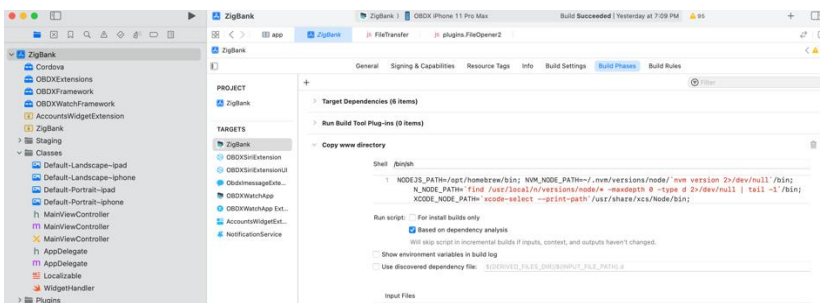 ZigBank
ZigBank
OBDX iPhone 11 Pro Max
Build Succeeded | Yesterday at 7:09 PM
95
app
ZigBank
FileTransfer
plugins.FileOpener2
ZigBank
ZigBank
Cordova
OBDXExtensions
OBDXFramework
OBDXWatchFramework
AccountsWidgetExtension
ZigBank
Staging
Classes
Default-Landscape~ipad
Default-Landscape~iphone
Default-Portrait~ipad
Default-Portrait~iphone
MainViewController
MainViewController
MainViewController
AppDelegate
AppDelegate
Localizable
WidgetHandler
Plugins
General Signing & Capabilities Resource Tags Info Build Settings Build Phases Build Rules
PROJECT
ZigBank
TARGETS
ZigBank
OBDXSiriExtension
OBDXSiriExtensionUI
ObdxImessageExte...
OBDXWatchApp
OBDXWatchApp Ext...
AccountsWidgetExt...
NotificationService
Filter
Target Dependencies (6 items)
Run Build Tool Plug-ins (0 items)
Copy www directory
Shell /bin/sh
1 NODEJS_PATH=/opt/homebrew/bin; NVM_NODE_PATH=~/.nvm/versions/node/`nvm version 2>/dev/null`/bin;
N_NODE_PATH=`find /usr/local/n/versions/node/* -maxdepth 0 -type d 2>/dev/null | tail -1`/bin;
XCODE_NODE_PATH=`xcode-select --print-path`/usr/share/xcs/Node/bin;
Run script: For install builds only
Based on dependency analysis
Will skip script in incremental builds if inputs, context, and outputs haven't changed.
Show environment variables in build log
Use discovered dependency file: $(DERIVED_FILES_DIR)/$(INPUT_FILE_PATH).d
Input Files